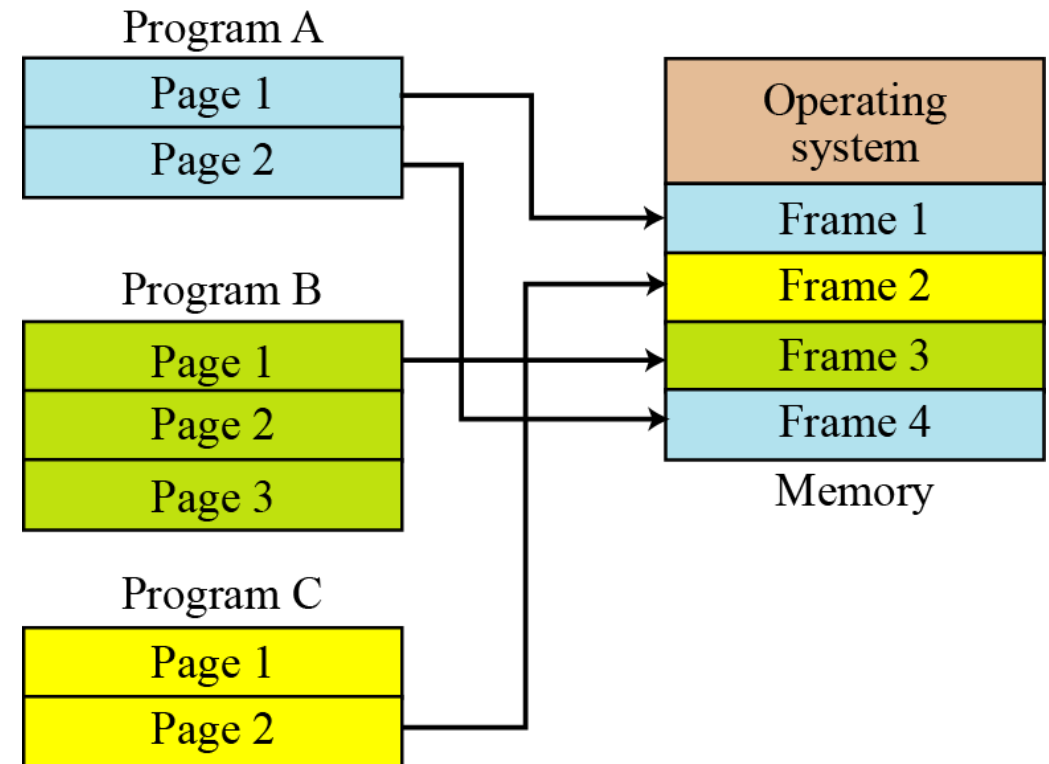 Program A
Page 1
Page 2
Program B
Page 1
Page 2
Page 3
Program C
Page 1
Page 2
Operating
system
Frame 1
Frame 2
Frame 3
Frame 4
Memory